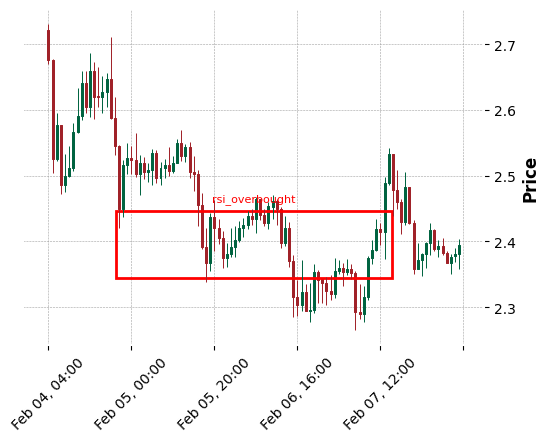 2.7
2.6
rsi_overbought
2.5
2.4
2.3
Price
Feb 04, 04:00
Feb 05, 00:00
Feb 05, 20:00
Feb 06, 16:00
Feb 07, 12:00